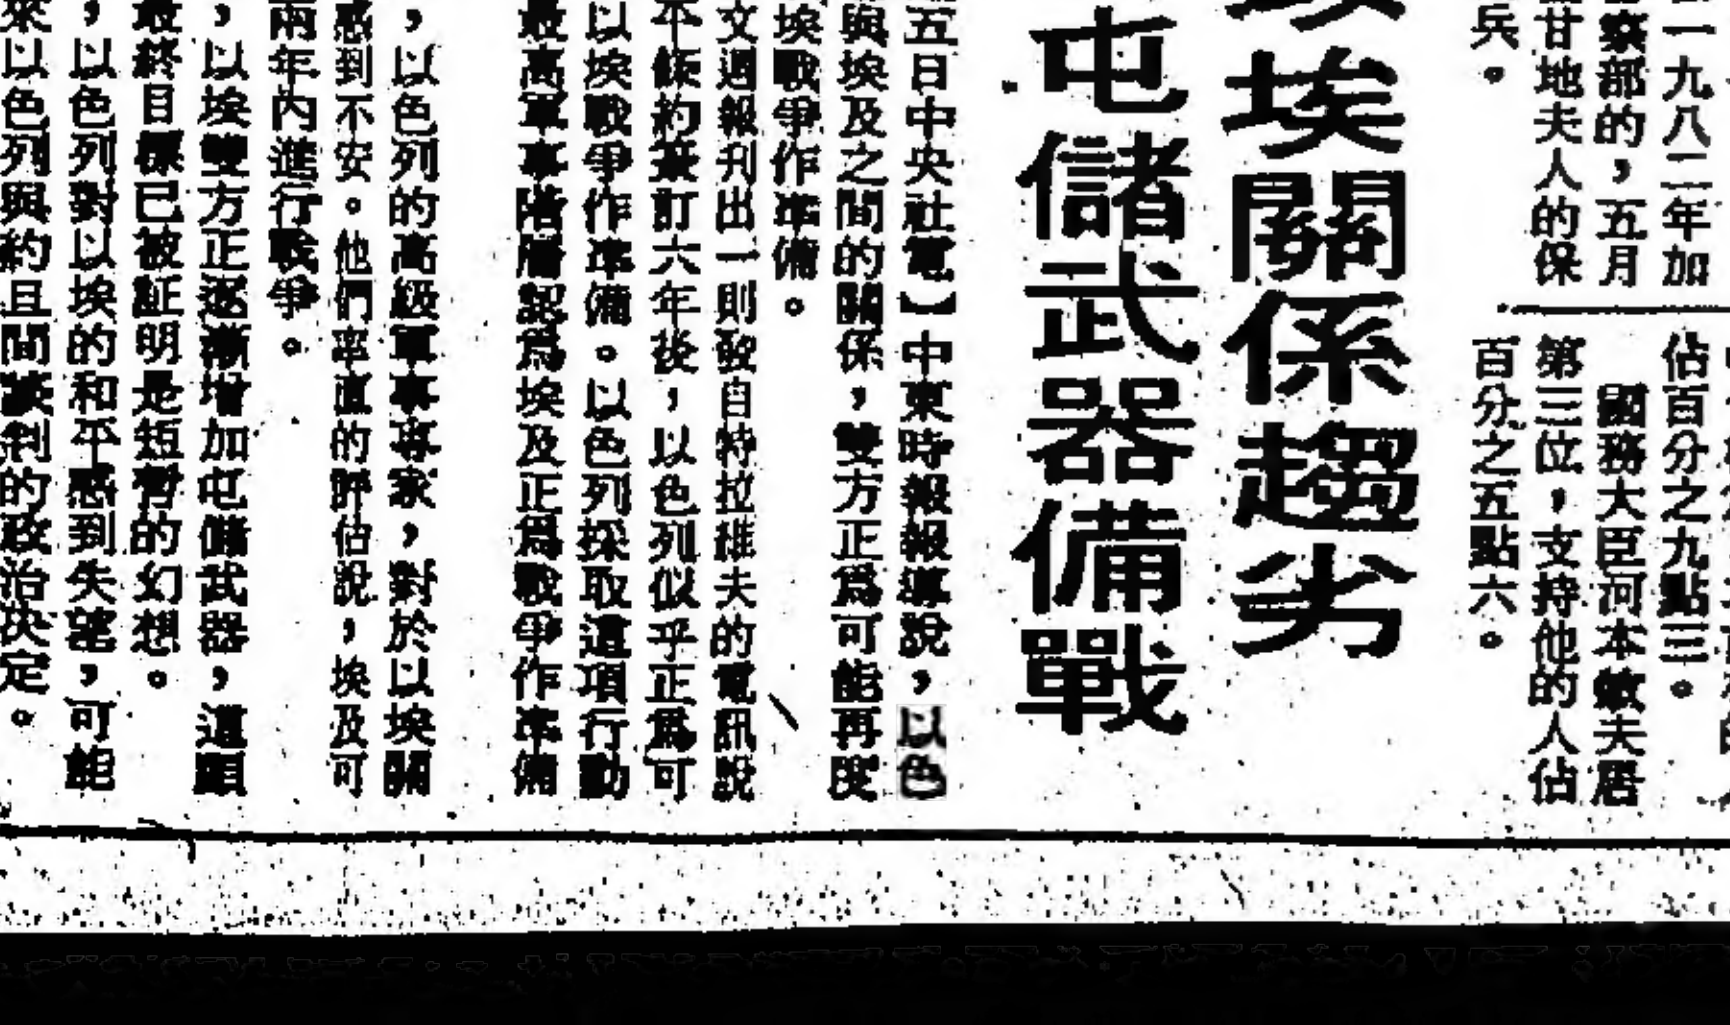 一九八二年加
察部的，五月
甘地夫人的保
兵。
佔百分之九點三。
國務大臣河本敏夫居
第三位，支持他的人佔
百分之五點六。
埃關係趨劣
屯儲武器備戰
五日中央社電】中東時報報導說，以色
與埃及之間的關係，雙方正爲可能再度
埃戰爭作準備。
文週報刊出一則發自特拉維夫的電訊說
平條約簽訂六年後，以色列似乎正爲可
以埃戰爭作準備。以色列採取這項行動
最高軍事階層認爲埃及正爲戰爭作準備
，以色列的高級軍事專家，對於以埃關
感到不安。他們率直的評估說，埃及可
兩年內進行戰爭。
，以埃雙方正逐漸增加屯儲武器，這顯
最終目標已被証明是短暫的幻想。
，以色列對以埃的和平感到失望，可能
來以色列與約旦間談判的政治決定。